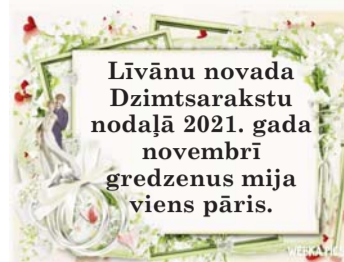 Līvānu novada
Dzimtsarakstu
nodaļā 2021. gada
novembrī
gredzenus mija
viens pāris.